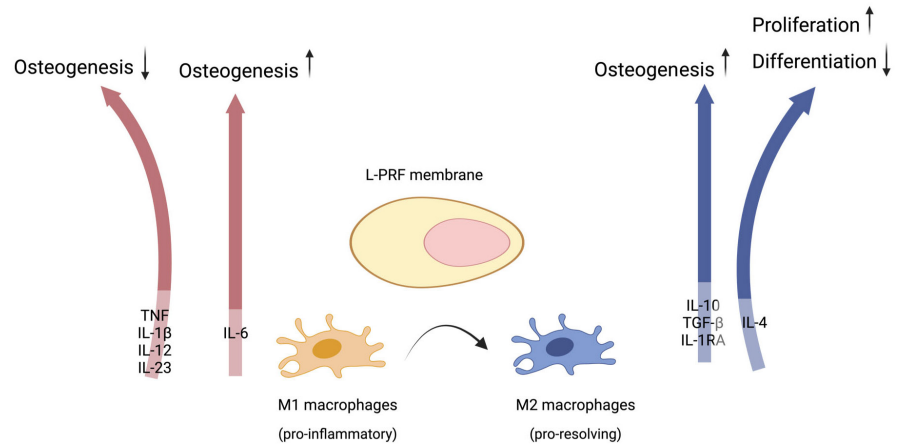 Osteogenesis ↓
Osteogenesis ↑
Osteogenesis ↑
Proliferation ↑
Differentiation ↓
L-PRF membrane
TNF
IL-1β
IL-12
IL-23
IL-6
IL-10
TGF-β
IL-1RA
IL-4
M1 macrophages
(pro-inflammatory)
M2 macrophages
(pro-resolving)